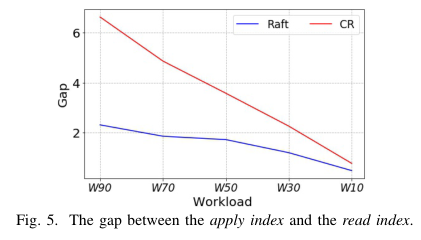 Raft CR
6
4
2
Gap
W90 W70 W50 W30 W10
Workload
Fig. 5. The gap between the apply index and the read index.